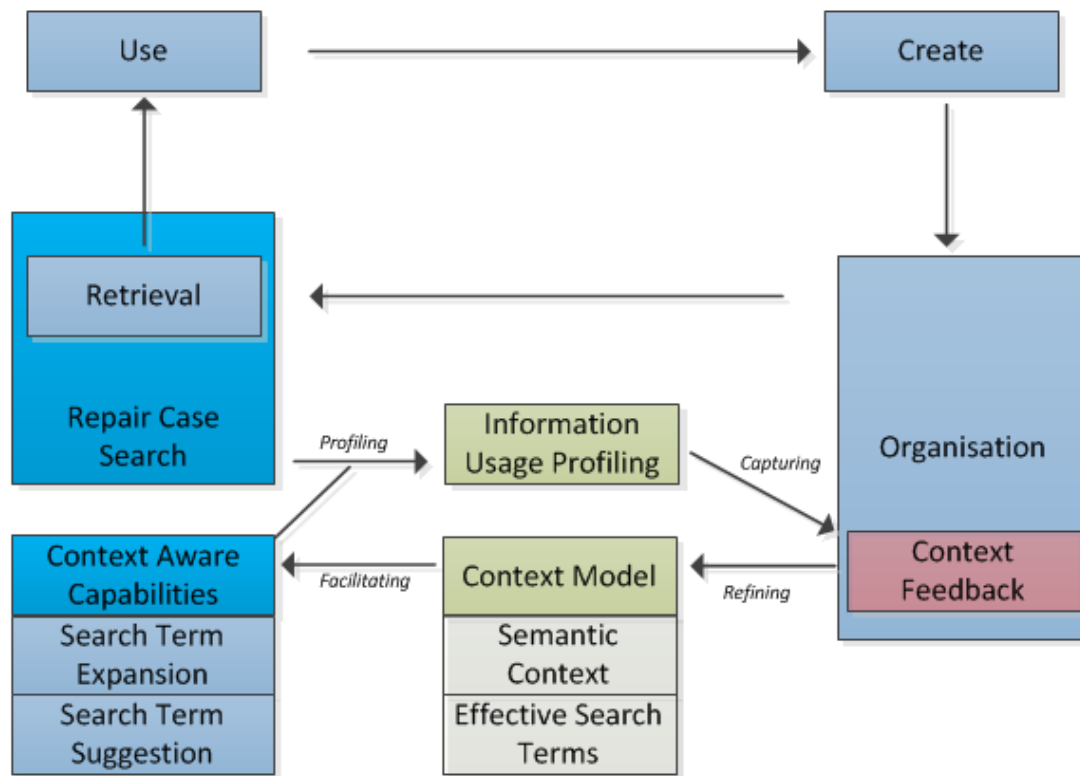 Use
Create
Retrieval
Repair Case
Search
Profiling
Information
Usage Profiling
Capturing
Organisation
Context Aware
Capabilities
Facilitating
Context Model
Refining
Context
Feedback
Search Term
Expansion
Semantic
Context
Search Term
Suggestion
Effective Search
Terms